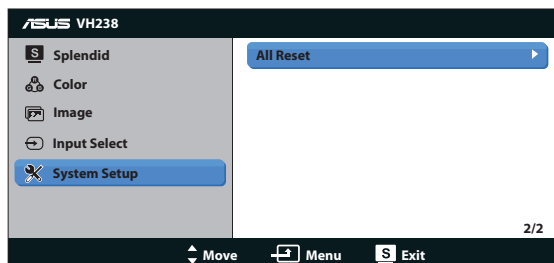 ASUS VH238
S Splendid
Color
Image
Input Select
System Setup
All Reset
2/2
Move Menu S Exit